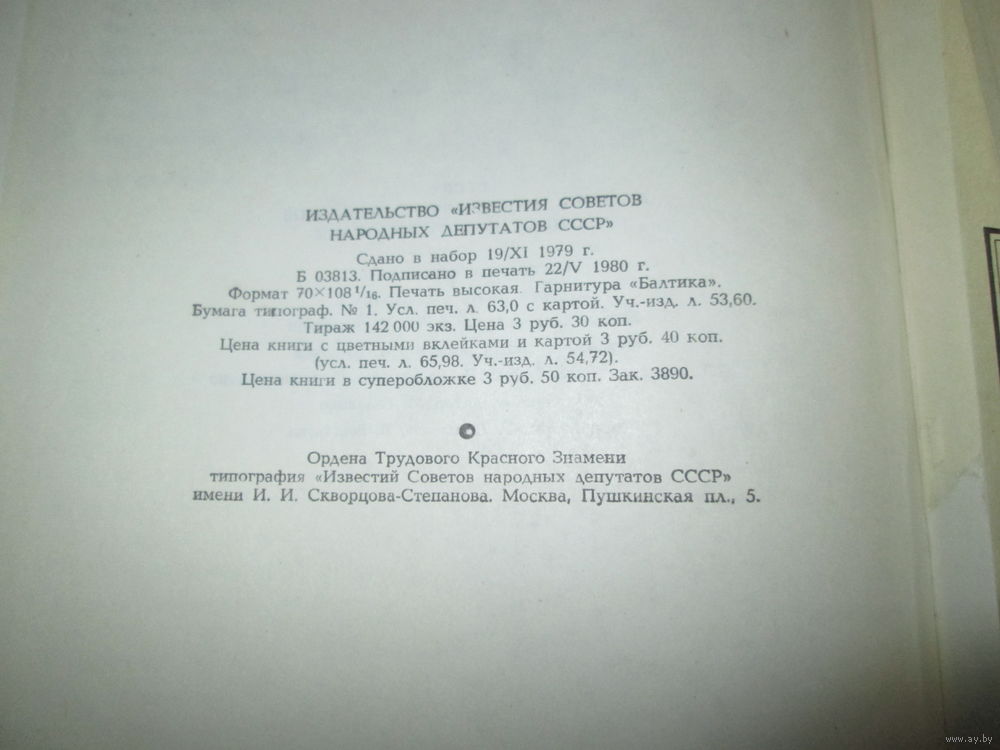 ИЗДАТЕЛЬСТВО «ИЗВЕСТИЯ СОВЕТОВ
НАРОДНЫХ ДЕПУТАТОВ СССР»
Сдано в набор 19/XI 1979 г.
Б 03813. Подписано в печать 22/V 1980 г.
Формат 70×108 1/16. Печать высокая. Гарнитура «Балтика».
Бумага типограф. № 1. Усл. печ. л. 63,0 с картой. Уч.-изд. л. 53,60.
Тираж 142 000 экз. Цена 3 руб. 30 коп.
Цена книги с цветными вклейками и картой 3 руб. 40 коп.
(усл. печ. л. 65,98. Уч.-изд. л. 54,72).
Цена книги в суперобложке 3 руб. 50 коп. Зак. 3890.
Ордена Трудового Красного Знамени
типография «Известий Советов народных депутатов СССР»
имени И. И. Скворцова-Степанова. Москва, Пушкинская пл., 5.
www.ay.by